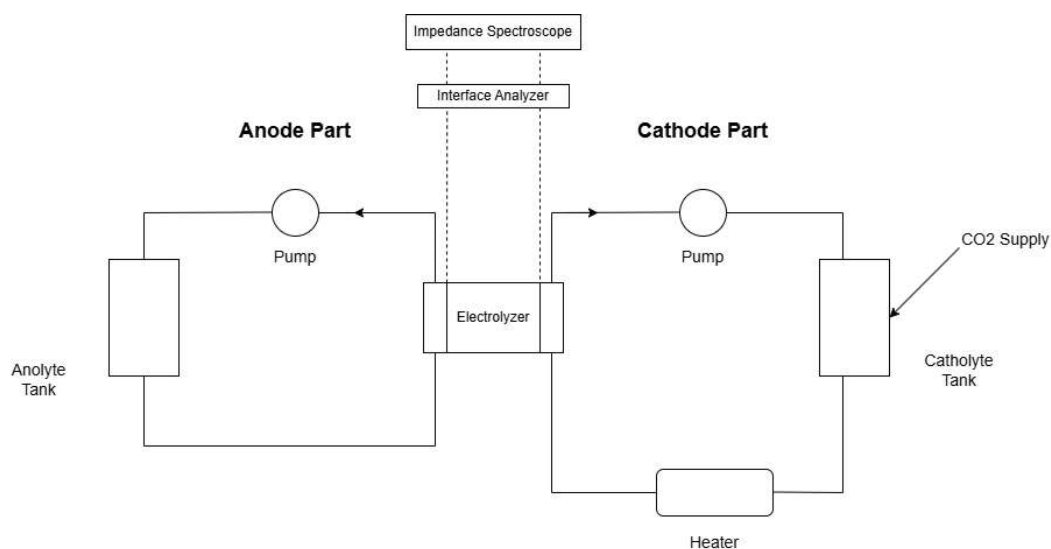 Impedance Spectroscope
Interface Analyzer
Anode Part
Cathode Part
Pump
Pump
CO2 Supply
Electrolyzer
Anolyte
Tank
Catholyte
Tank
Heater